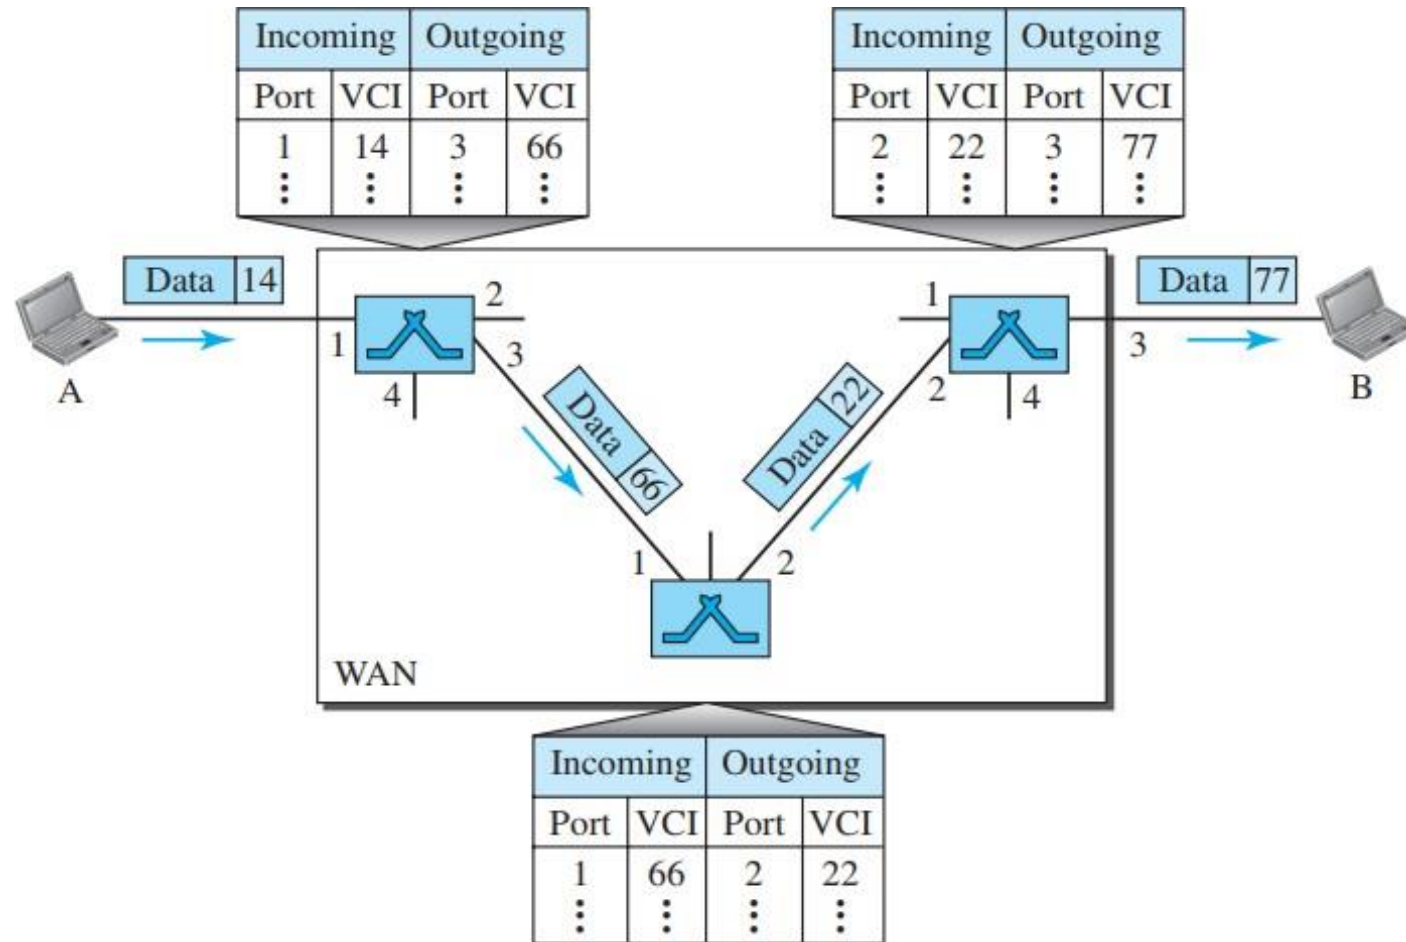 Incoming Outgoing
Port VCI Port VCI
1 14 3 66
Incoming Outgoing
Port VCI Port VCI
2 22 3 77
Data 14
A
1
2
3
4
Data 66
1
2
Data 22
1
2
4
3
Data 77
B
WAN
Incoming Outgoing
Port VCI Port VCI
1 66 2 22